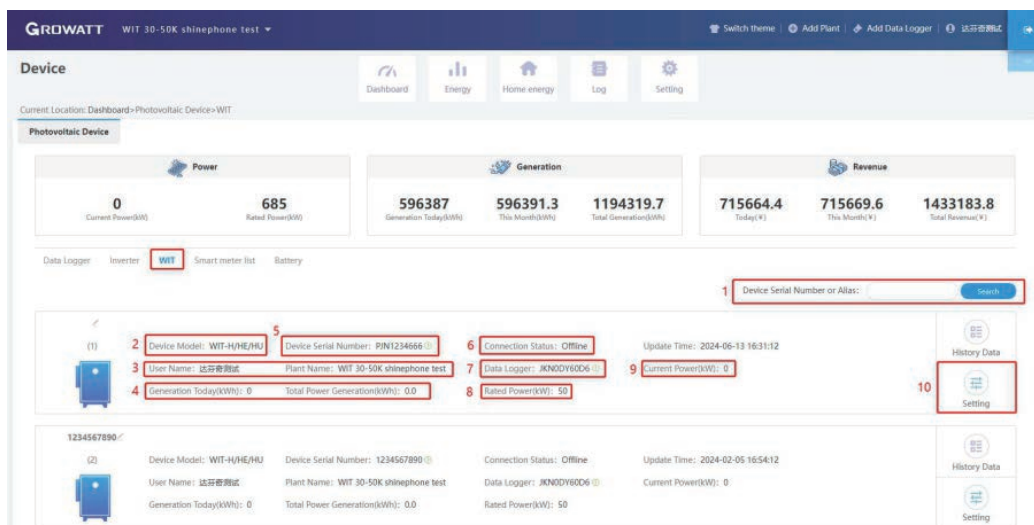 GROWATT WIT 30-50K shinephone test Switch theme Add Plant Add Data Logger 达芬奇测试
Device Dashboard Energy Home energy Log Setting
Current Location: Dashboard>Photovoltaic Device>WIT
Photovoltaic Device
Power Generation Revenue
0 685 596387 596391.3 1194319.7 715664.4 715669.6 1433183.8
Current Power(kW) Rated Power(kW) Generation Today(kWh) This Month(kWh) Total Generation(kWh) Today(¥) This Month(¥) Total Revenue(¥)
Data Logger Inverter WIT Smart meter list Battery
1 Device Serial Number or Alias: Search
(1) 2 Device Model: WIT-H/HE/HU 5 Device Serial Number: PJN1234666 6 Connection Status: Offline Update Time: 2024-06-13 16:31:12 History Data
3 User Name: 达芬奇测试 Plant Name: WIT 30-50K shinephone test 7 Data Logger: JKN0DY60D6 9 Current Power(kW): 0
4 Generation Today(kWh): 0 Total Power Generation(kWh): 0.0 8 Rated Power(kW): 50 10 Setting
1234567890
(2) Device Model: WIT-H/HE/HU Device Serial Number: 1234567890 Connection Status: Offline Update Time: 2024-02-05 16:54:12 History Data
User Name: 达芬奇测试 Plant Name: WIT 30-50K shinephone test Data Logger: JKN0DY60D6 Current Power(kW): 0
Generation Today(kWh): 0 Total Power Generation(kWh): 0.0 Rated Power(kW): 50 Setting